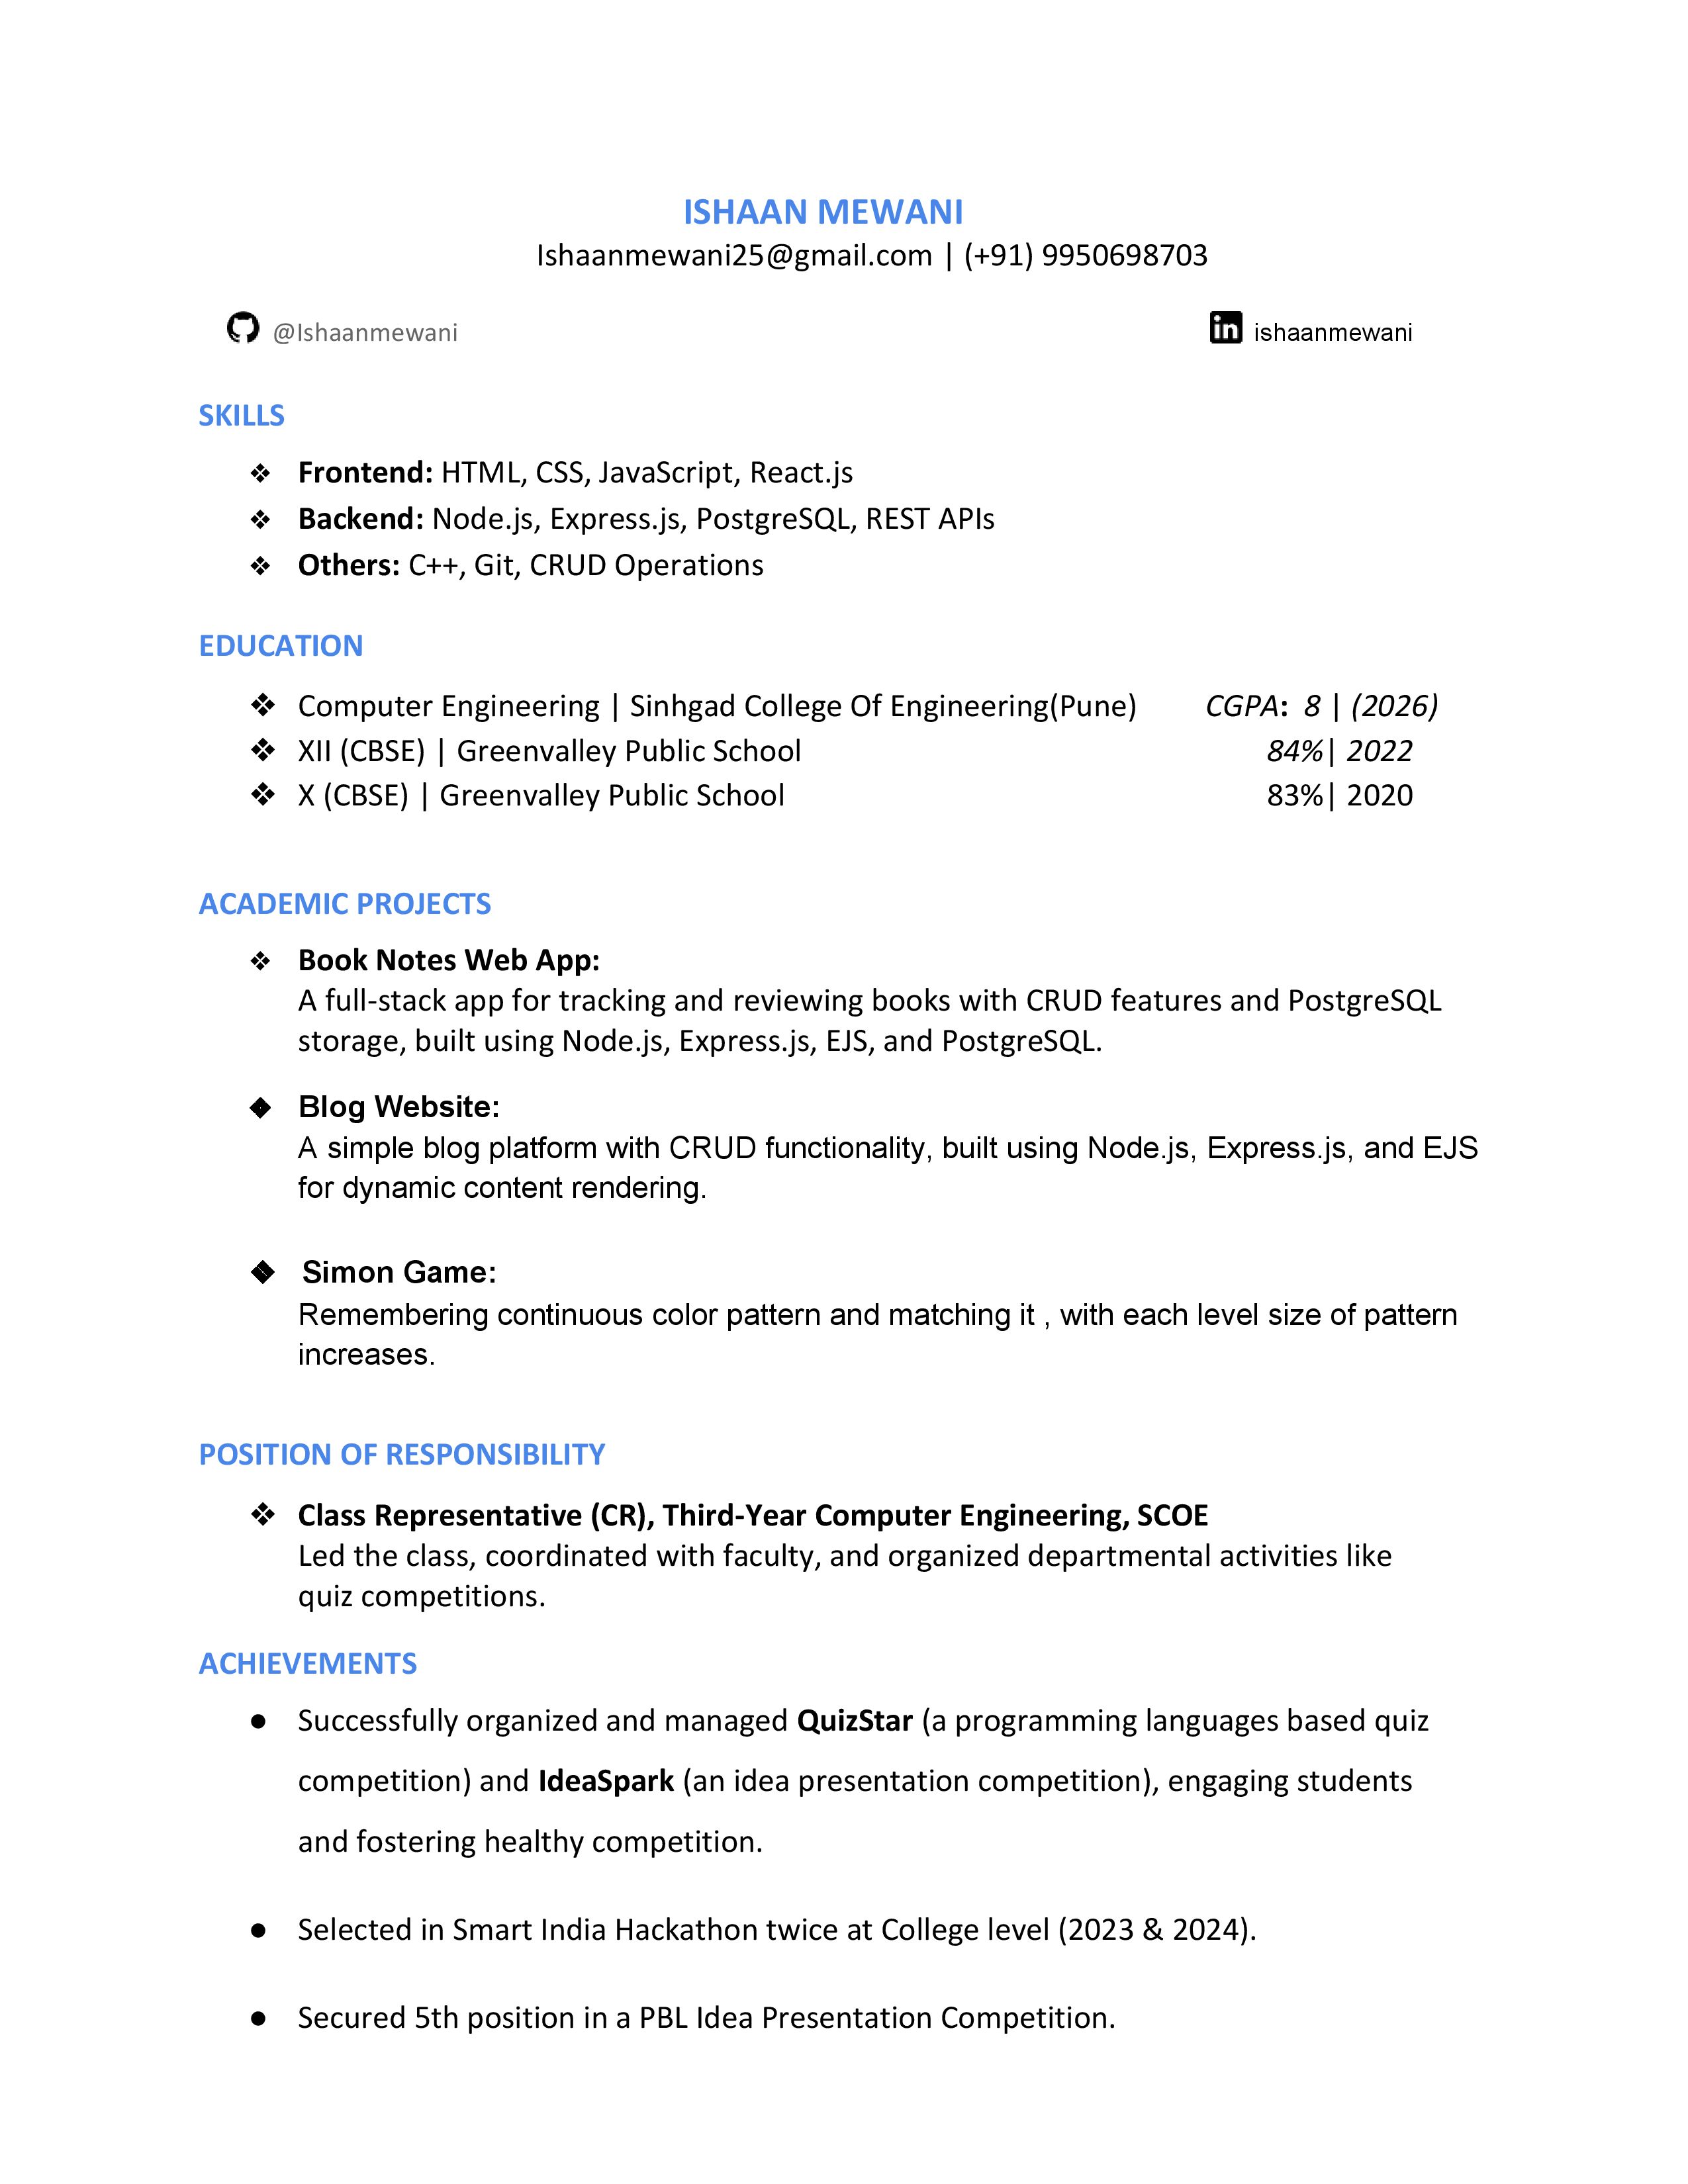 ISHAAN MEWANI
Ishaanmewani25@gmail.com | (+91) 9950698703
@Ishaanmewani ishaanmewani
SKILLS
❖ Frontend: HTML, CSS, JavaScript, React.js
❖ Backend: Node.js, Express.js, PostgreSQL, REST APIs
❖ Others: C++, Git, CRUD Operations
EDUCATION
❖ Computer Engineering | Sinhgad College Of Engineering(Pune) CGPA: 8 | (2026)
❖ XII (CBSE) | Greenvalley Public School 84%| 2022
❖ X (CBSE) | Greenvalley Public School 83%| 2020
ACADEMIC PROJECTS
❖ Book Notes Web App:
A full-stack app for tracking and reviewing books with CRUD features and PostgreSQL
storage, built using Node.js, Express.js, EJS, and PostgreSQL.
❖ Blog Website:
A simple blog platform with CRUD functionality, built using Node.js, Express.js, and EJS
for dynamic content rendering.
❖ Simon Game:
Remembering continuous color pattern and matching it , with each level size of pattern
increases.
POSITION OF RESPONSIBILITY
❖ Class Representative (CR), Third-Year Computer Engineering, SCOE
Led the class, coordinated with faculty, and organized departmental activities like
quiz competitions.
ACHIEVEMENTS
● Successfully organized and managed QuizStar (a programming languages based quiz
competition) and IdeaSpark (an idea presentation competition), engaging students
and fostering healthy competition.
● Selected in Smart India Hackathon twice at College level (2023 & 2024).
● Secured 5th position in a PBL Idea Presentation Competition.